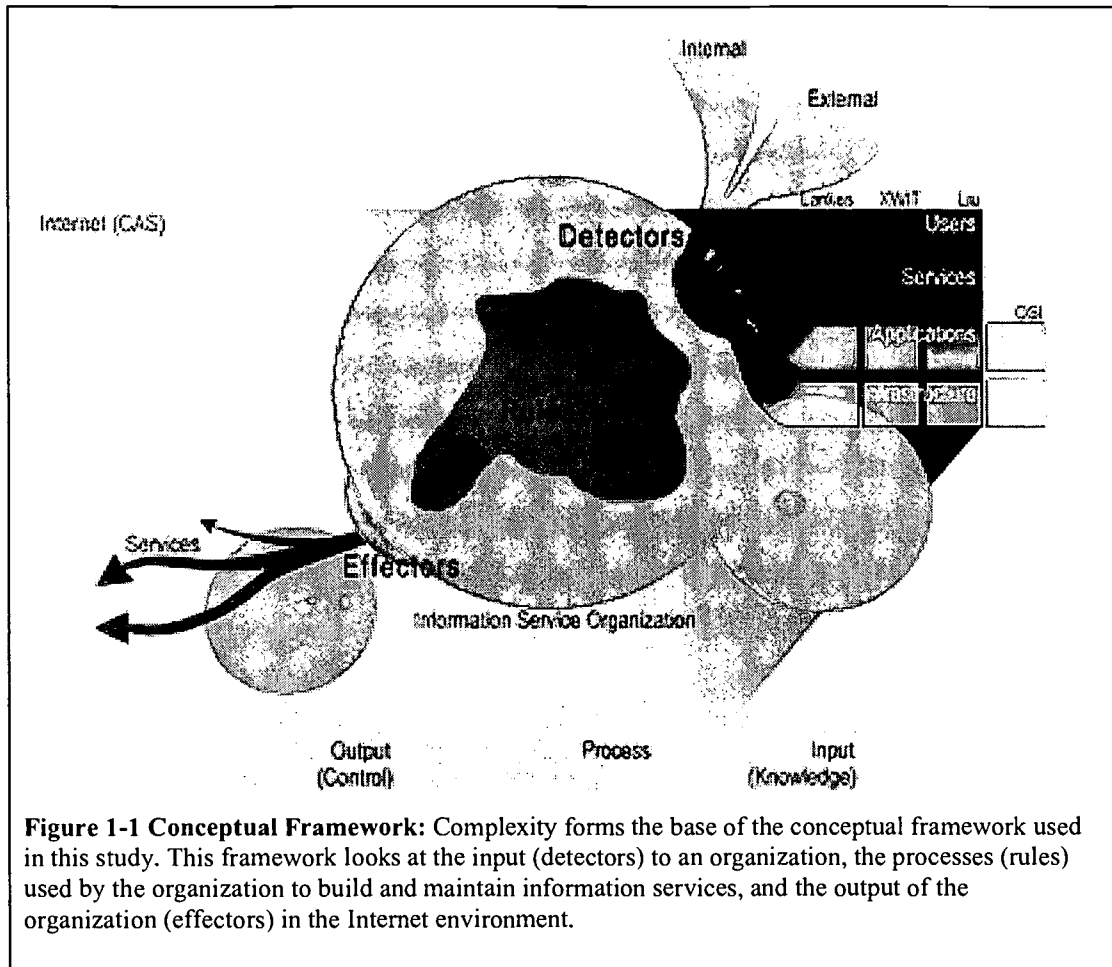 Internal
External
XWIT
Internet (CAS)
Users
Detectors
Services
Applications
Services
Effectors
Information Service Organization
Output
(Control)
Process
Input
(Knowledge)
Figure 1-1 Conceptual Framework: Complexity forms the base of the conceptual framework used
in this study. This framework looks at the input (detectors) to an organization, the processes (rules)
used by the organization to build and maintain information services, and the output of the
organization (effectors) in the Internet environment.